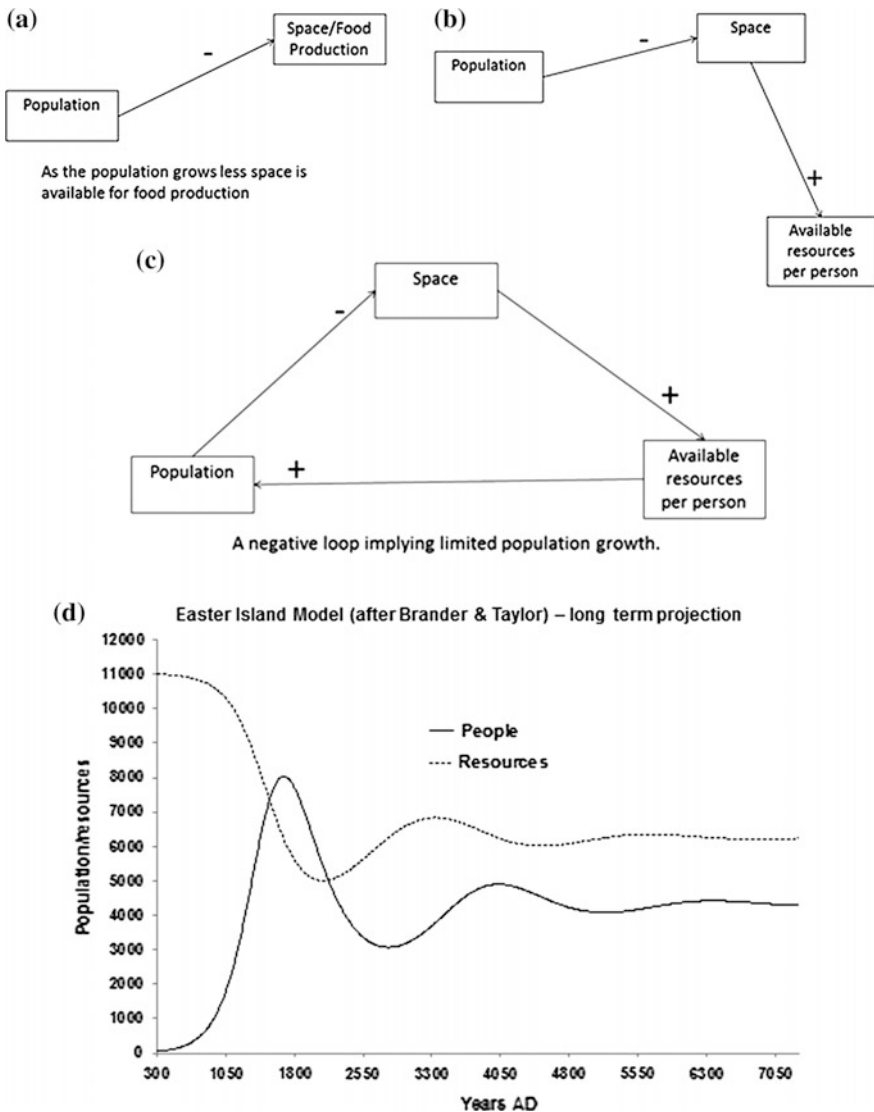 (a)
Space/Food
Production
-
Population
As the population grows less space is
available for food production
(b)
Space
-
Population
+
Available
resources
per person
(c)
Space
-
+
Population
+
Available
resources
per person
A negative loop implying limited population growth.
(d)
Easter Island Model (after Brander & Taylor) – long term projection
12000
11000
10000
9000
8000
7000
6000
5000
4000
3000
2000
1000
0
Population/resources
People
Resources
300 1050 1800 2550 3300 4050 4800 5550 6300 7050
Years AD